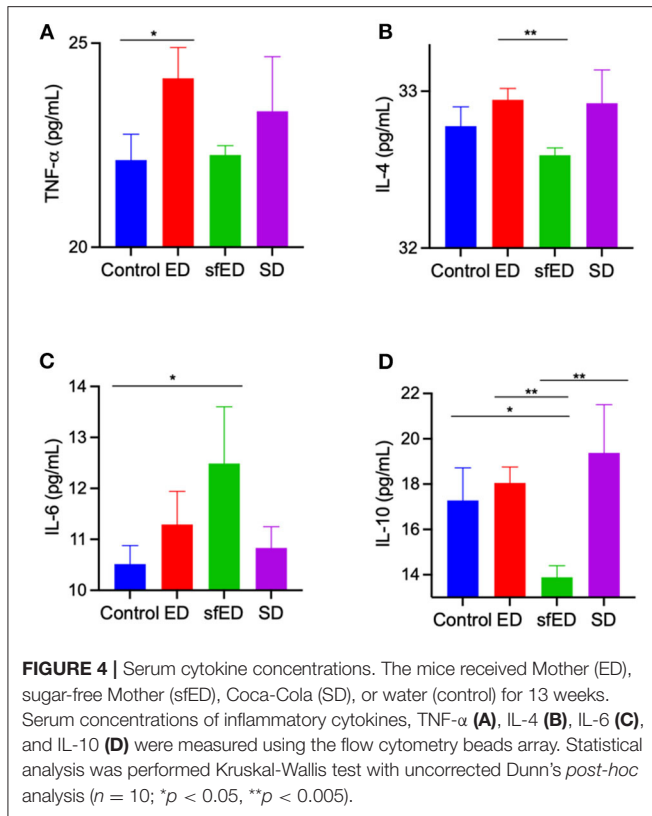 A
*
25
TNF-α (pg/mL)
20
Control ED sfED SD
B
**
33
IL-4 (pg/mL)
32
Control ED sfED SD
C
*
14
13
12
11
10
IL-6 (pg/mL)
Control ED sfED SD
D
**
**
*
22
20
18
16
14
IL-10 (pg/mL)
Control ED sfED SD
FIGURE 4 | Serum cytokine concentrations. The mice received Mother (ED),
sugar-free Mother (sfED), Coca-Cola (SD), or water (control) for 13 weeks.
Serum concentrations of inflammatory cytokines, TNF-α (A), IL-4 (B), IL-6 (C),
and IL-10 (D) were measured using the flow cytometry beads array. Statistical
analysis was performed Kruskal-Wallis test with uncorrected Dunn's post-hoc
analysis (n = 10; *p < 0.05, **p < 0.005).